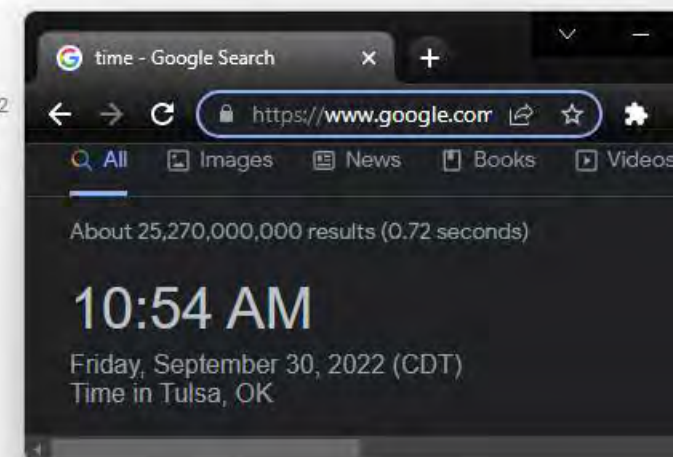 2
time - Google Search
https://www.google.com
All Images News Books Videos
About 25,270,000,000 results (0.72 seconds)
10:54 AM
Friday, September 30, 2022 (CDT)
Time in Tulsa, OK